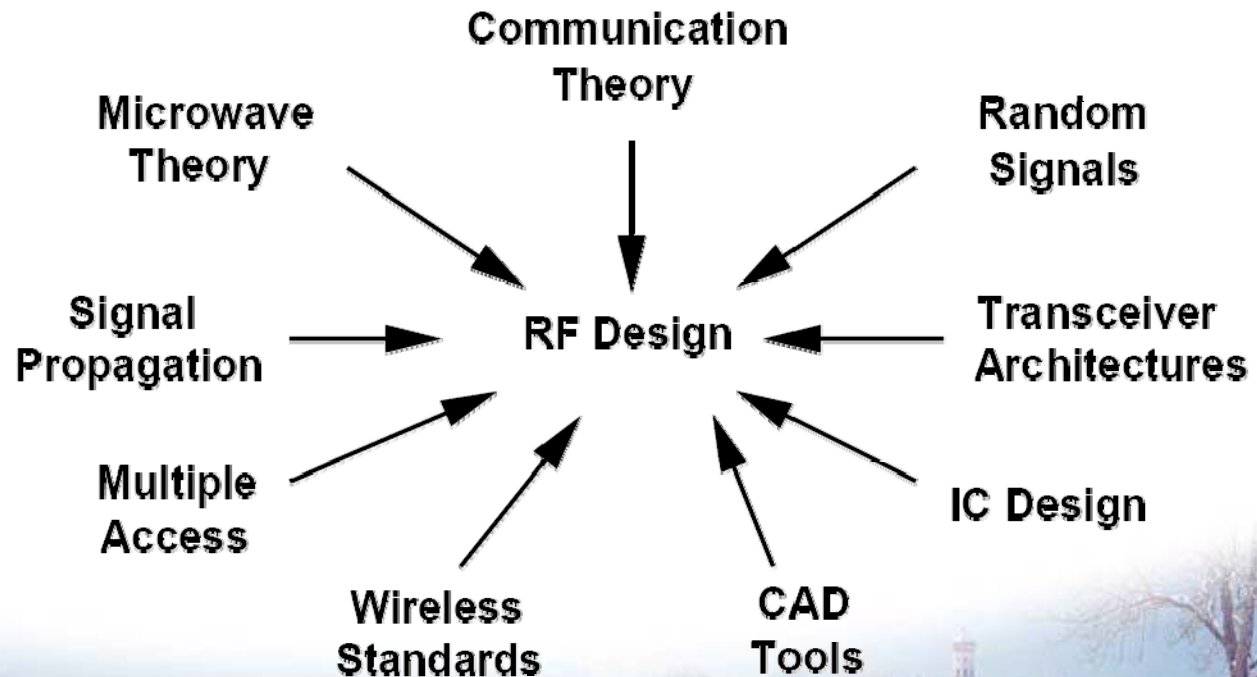 Communication
Theory
Microwave
Theory
Random
Signals
Signal
Propagation
RF Design
Transceiver
Architectures
Multiple
Access
IC Design
Wireless
Standards
CAD
Tools